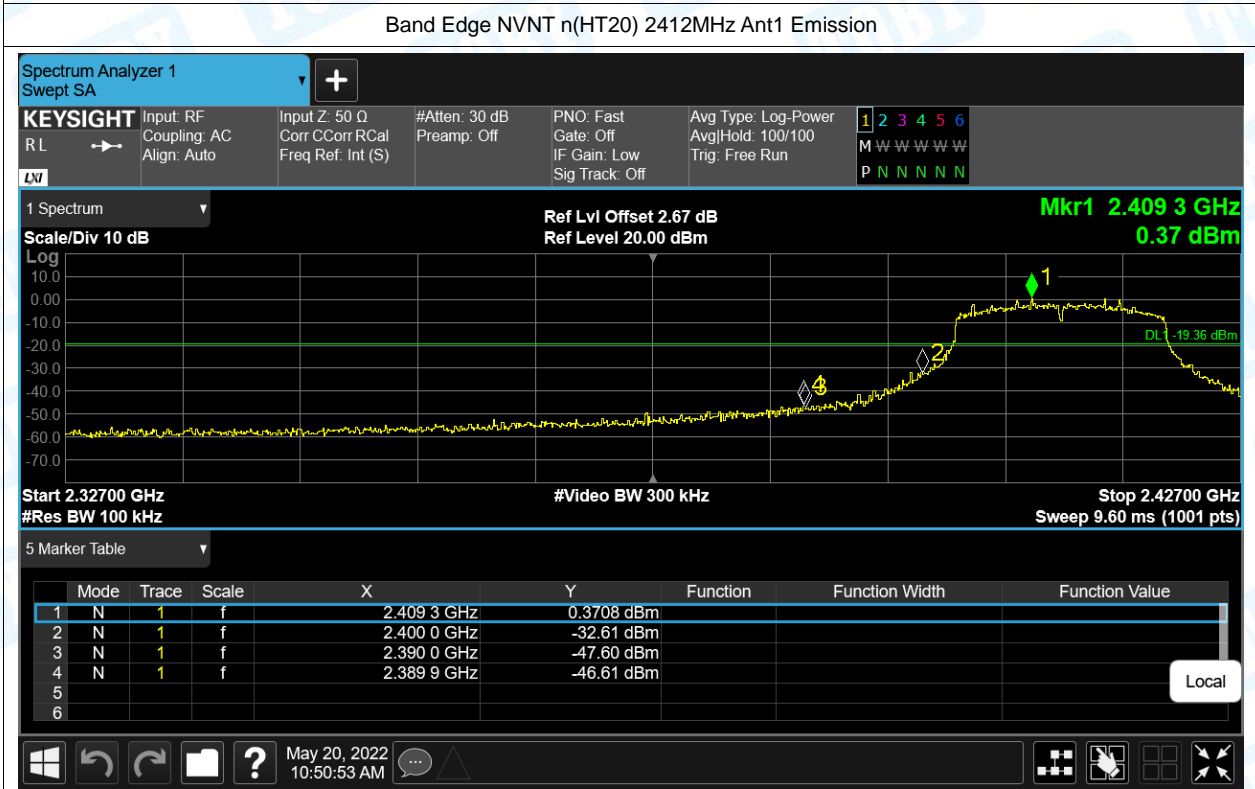 Band Edge NVNT n(HT20) 2412MHz Ant1 Emission
Spectrum Analyzer 1
Swept SA
KEYSIGHT
R L
LXI
Input: RF
Coupling: AC
Align: Auto
Input Z: 50 Ω
Corr CCorr RCal
Freq Ref: Int (S)
#Atten: 30 dB
Preamp: Off
PNO: Fast
Gate: Off
IF Gain: Low
Sig Track: Off
Avg Type: Log-Power
Avg|Hold: 100/100
Trig: Free Run
1 2 3 4 5 6
M W W W W W W
P N N N N N
1 Spectrum
Scale/Div 10 dB
Ref Lvl Offset 2.67 dB
Ref Level 20.00 dBm
Mkr1 2.409 3 GHz
0.37 dBm
Log
10.0
0.00
-10.0
-20.0
-30.0
-40.0
-50.0
-60.0
-70.0
1
2
4
DL1 -19.36 dBm
Start 2.32700 GHz
#Res BW 100 kHz
#Video BW 300 kHz
Stop 2.42700 GHz
Sweep 9.60 ms (1001 pts)
5 Marker Table
Mode Trace Scale X Y Function Function Width Function Value
1 N 1 f 2.409 3 GHz 0.3708 dBm
2 N 1 f 2.400 0 GHz -32.61 dBm
3 N 1 f 2.390 0 GHz -47.60 dBm
4 N 1 f 2.389 9 GHz -46.61 dBm
5
6
Local
?
May 20, 2022
10:50:53 AM